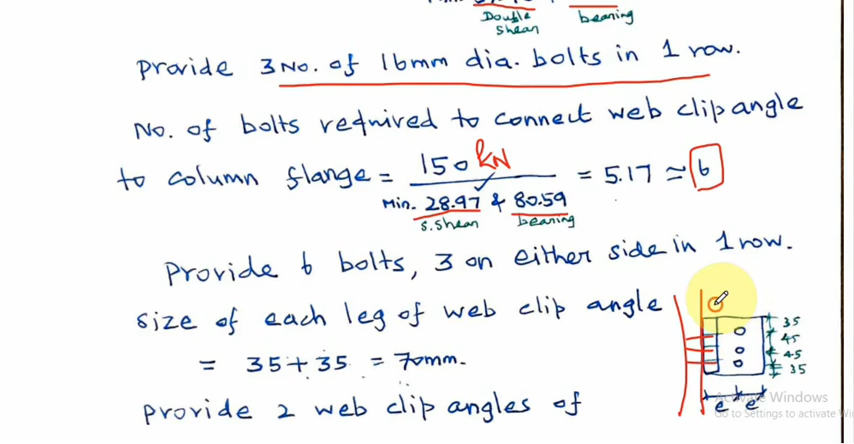 Double bearing
Shear
Provide 3 No. of 16mm dia. bolts in 1 row.
No. of bolts required to connect web clip angle
to column flange = 150 kN / Min. 28.97 & 80.59 = 5.17 ≃ 6
S.Shear bearing
Provide 6 bolts, 3 on either side in 1 row.
size of each leg of web clip angle
= 35 + 35 = 70mm.
Provide 2 web clip angles of
35
45
45
35
e e
Activate Windows
Go to Settings to activate Wi